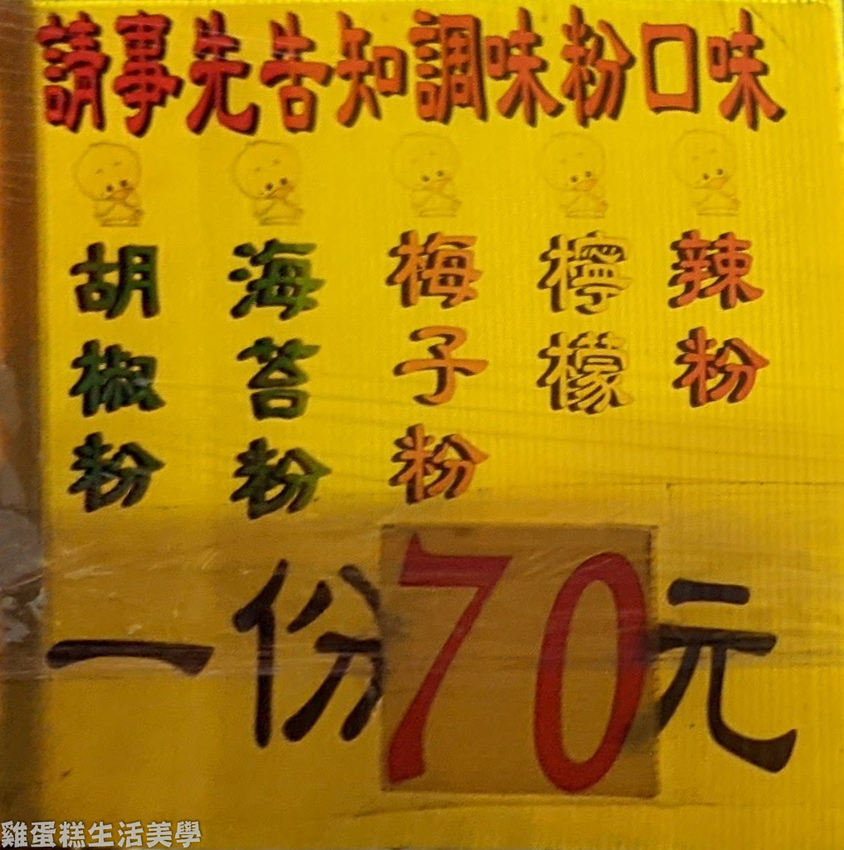 請事先告知調味粉口味
胡椒粉
海苔粉
梅子粉
檸檬
辣粉
一份70元
雞蛋糕生活美學